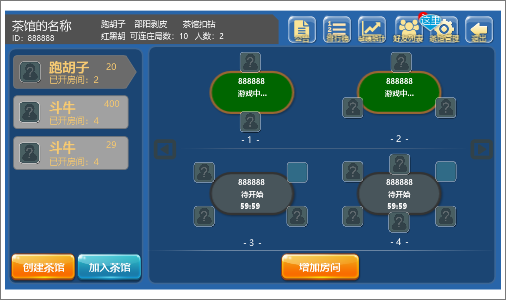 茶馆的名称
ID: 888888
跑胡子 邵阳剥皮 茶馆扣钻
红黑胡 可连庄局数: 10 人数: 2
这里
跑胡子 20
已开房间: 2
斗牛 400
已开房间: 4
斗牛 29
已开房间: 4
创建茶馆
加入茶馆
888888
游戏中...
- 1 -
888888
游戏中...
- 2 -
888888
待开始
59:59
- 3 -
888888
待开始
59:59
- 4 -
增加房间